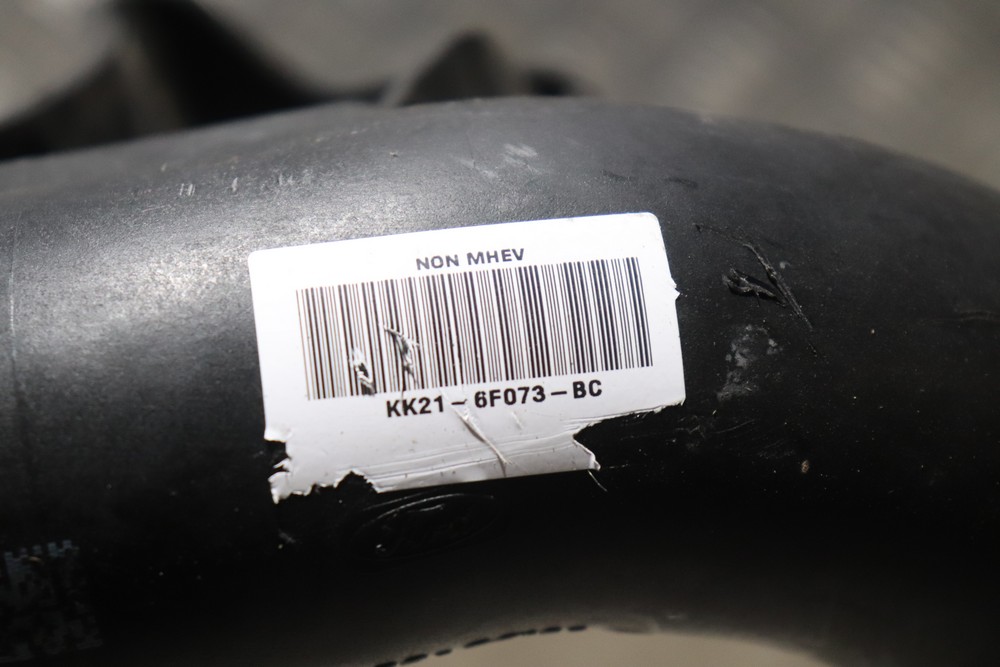 NON MHEV
KK21-6F073-BC